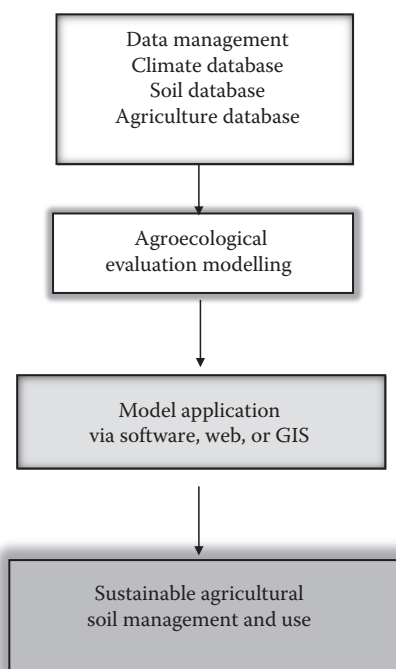 Data management
Climate database
Soil database
Agriculture database
Agroecological
evaluation modelling
Model application
via software, web, or GIS
Sustainable agricultural
soil management and use